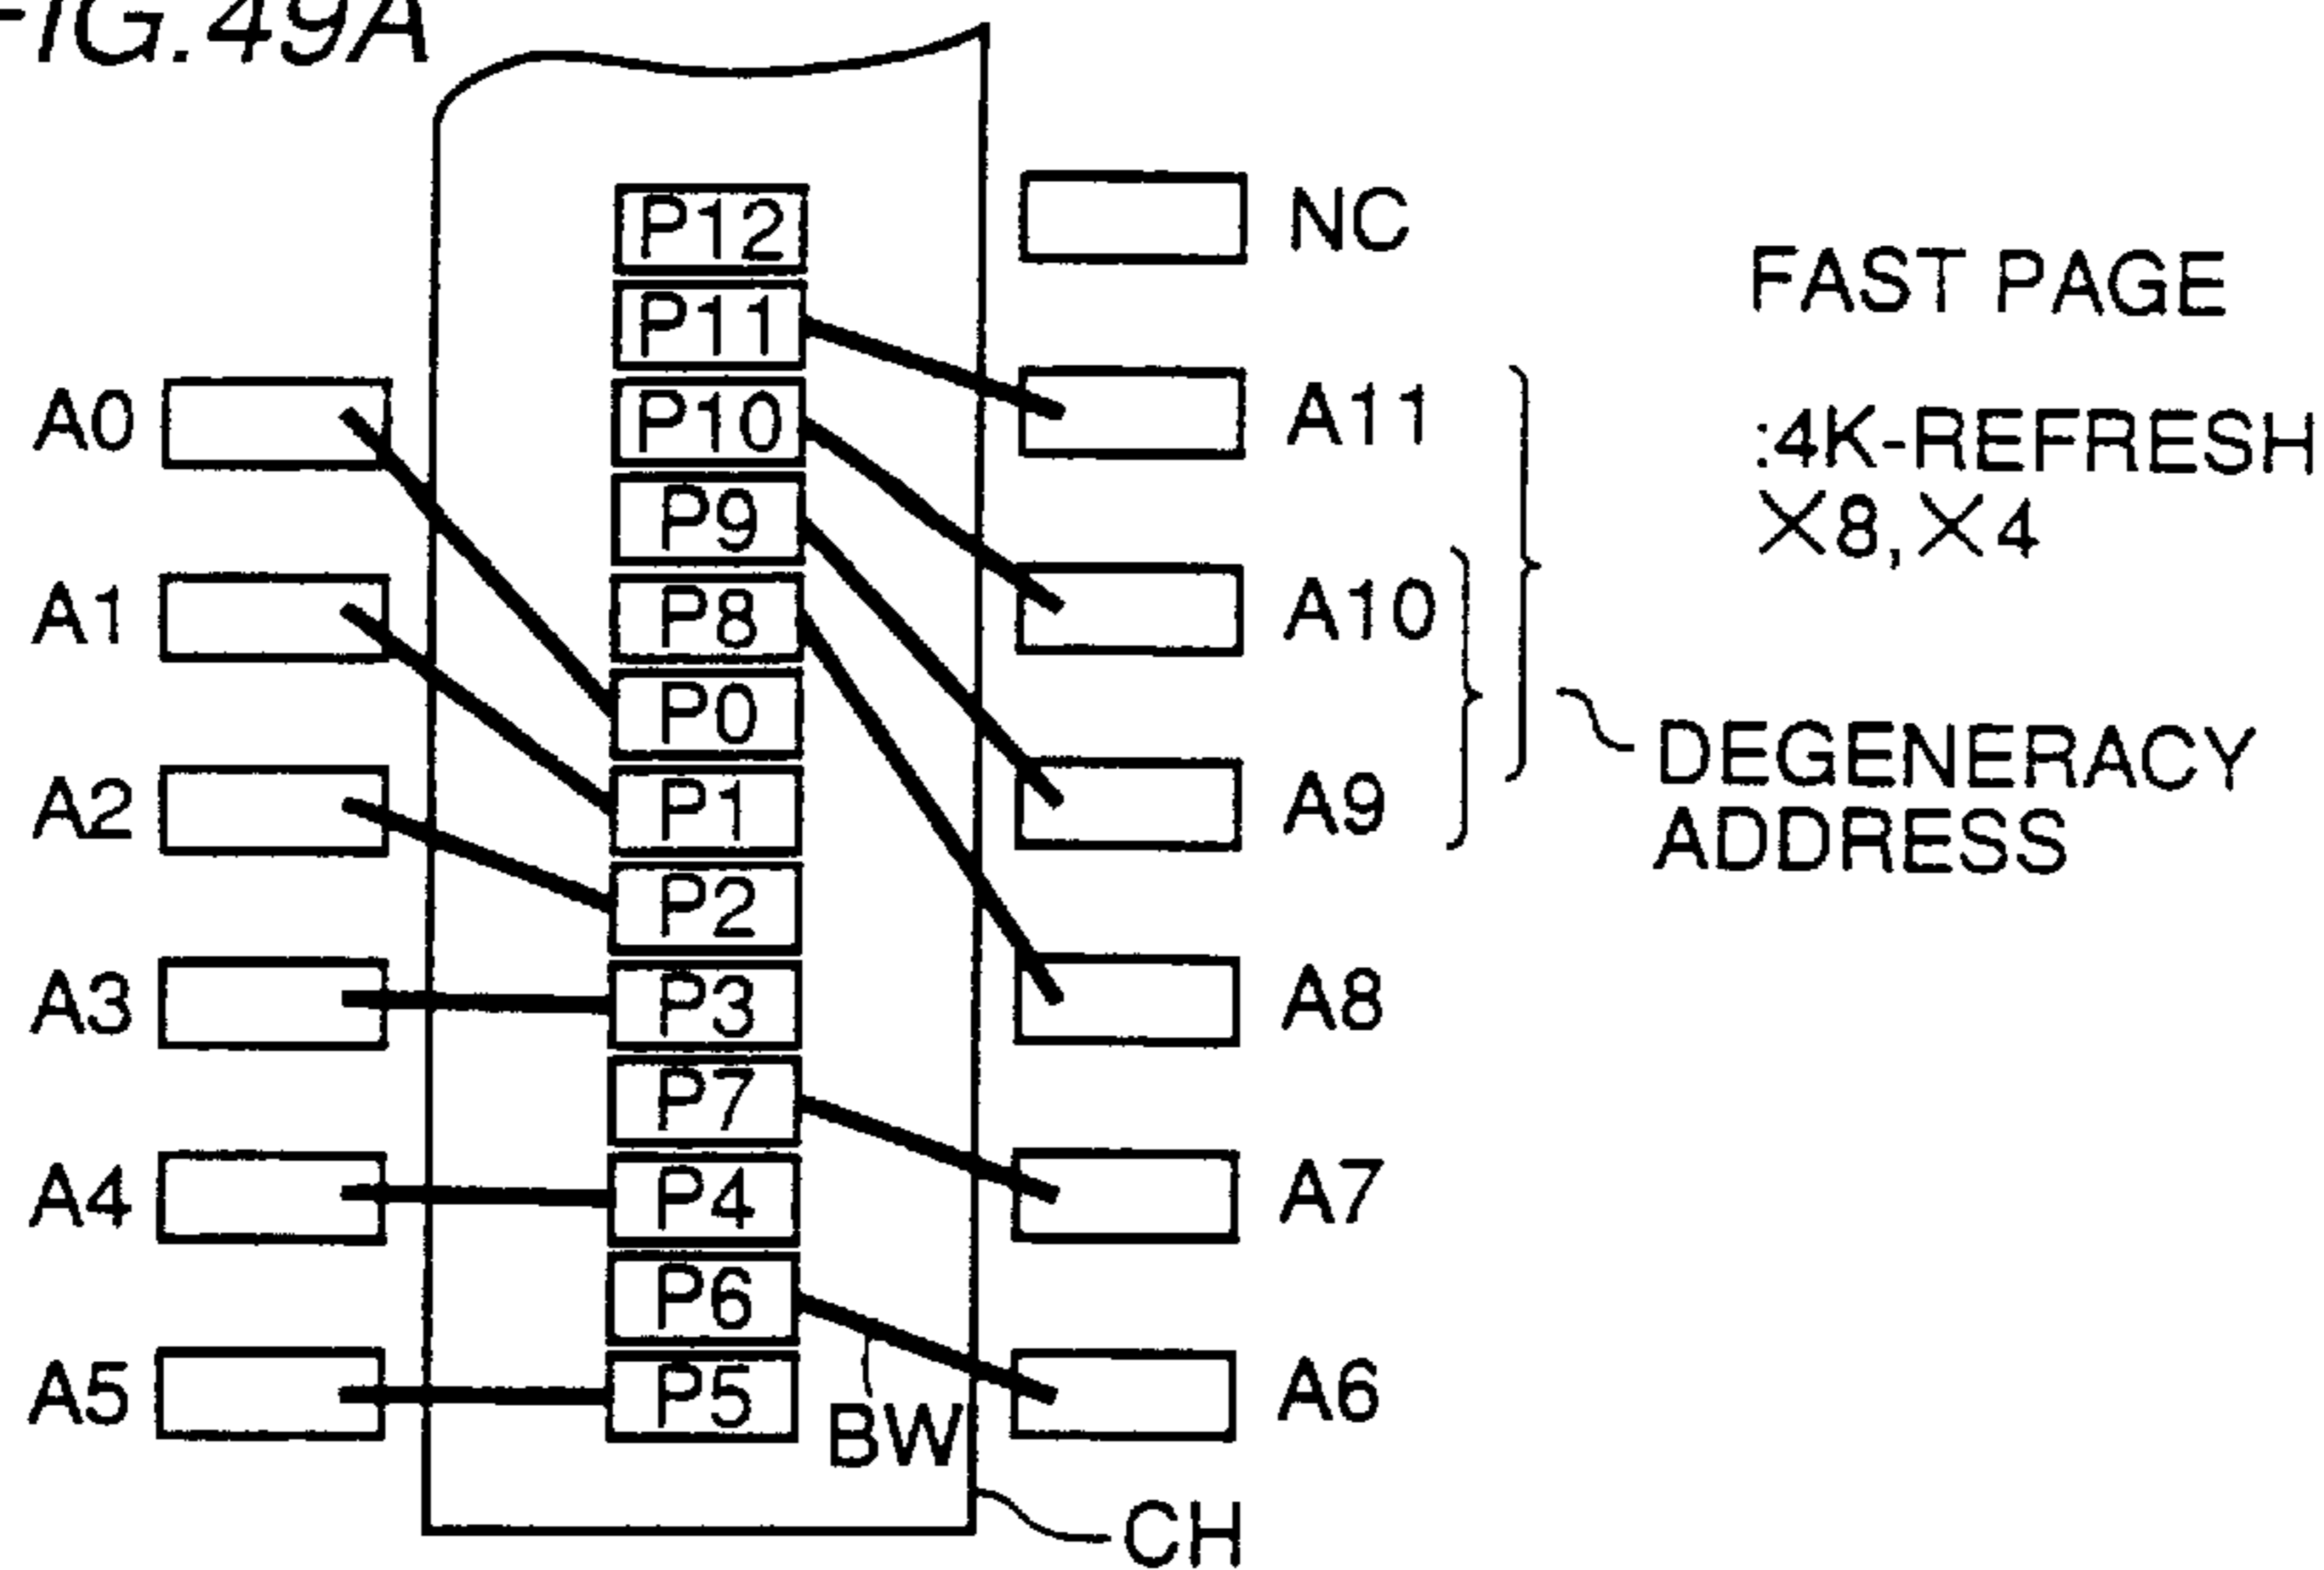 FIG.49A
P12
NC
P11
FAST PAGE
A0
P10
A11
:4K-REFRESH
P9
×8,×4
A1
P8
A10
P0
DEGENERACY
ADDRESS
A2
P1
A9
P2
A3
P3
A8
P7
A4
P4
A7
P6
A5
P5
A6
BW
CH